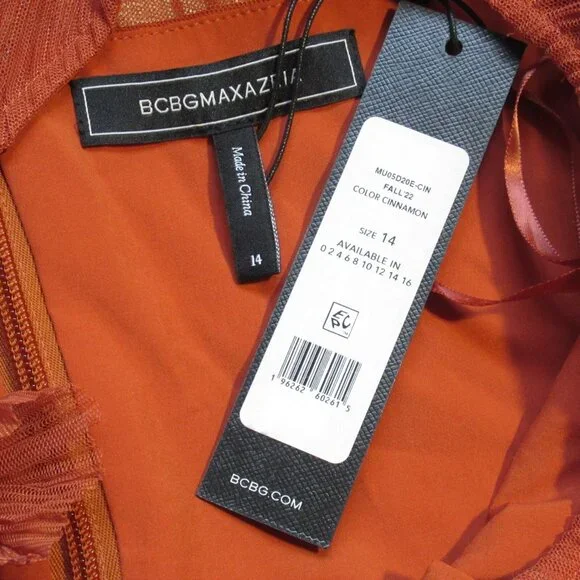 BCBGMAXAZRIA
Made in China
14
MU05D20E-CIN
FALL'22
COLOR CINNAMON
SIZE 14
AVAILABLE IN
0 2 4 6 8 10 12 14 16
1 96262 60261 5
BCBG.COM